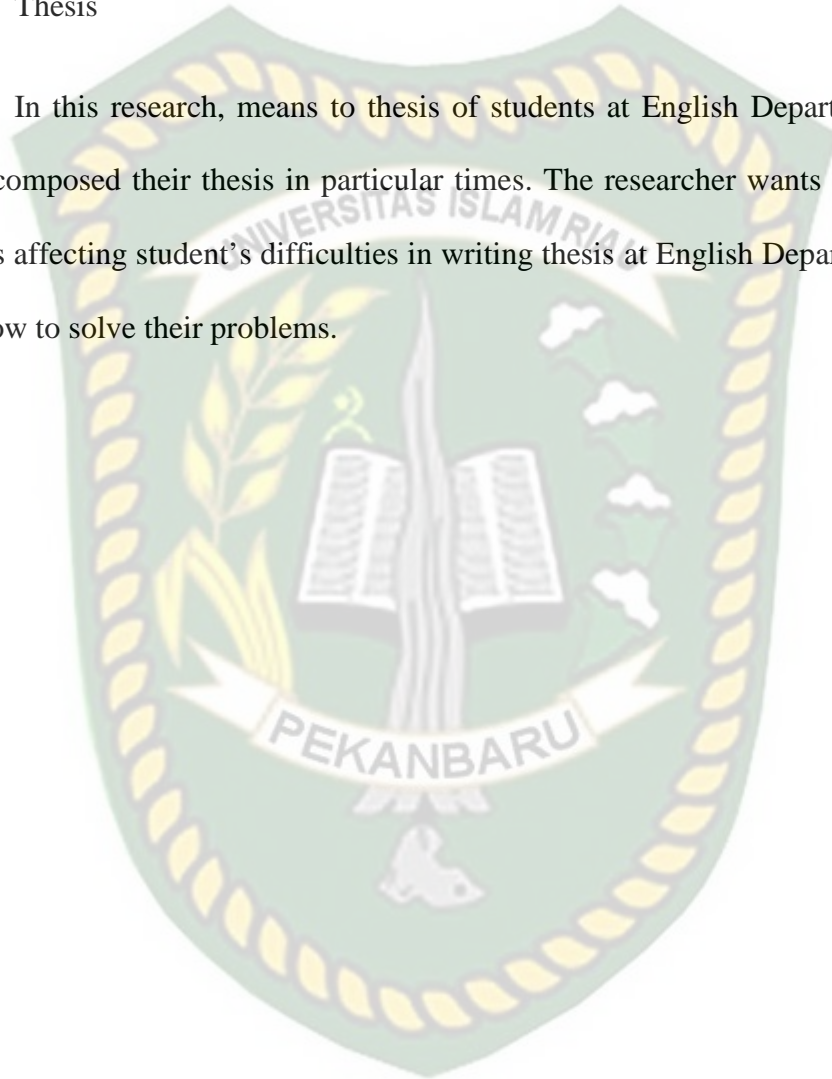 Thesis
In this research, means to thesis of students at English Depart
composed their thesis in particular times. The researcher wants
s affecting student's difficulties in writing thesis at English Depar
ow to solve their problems.
UNIVERSITAS ISLAM RIAU
PEKANBARU